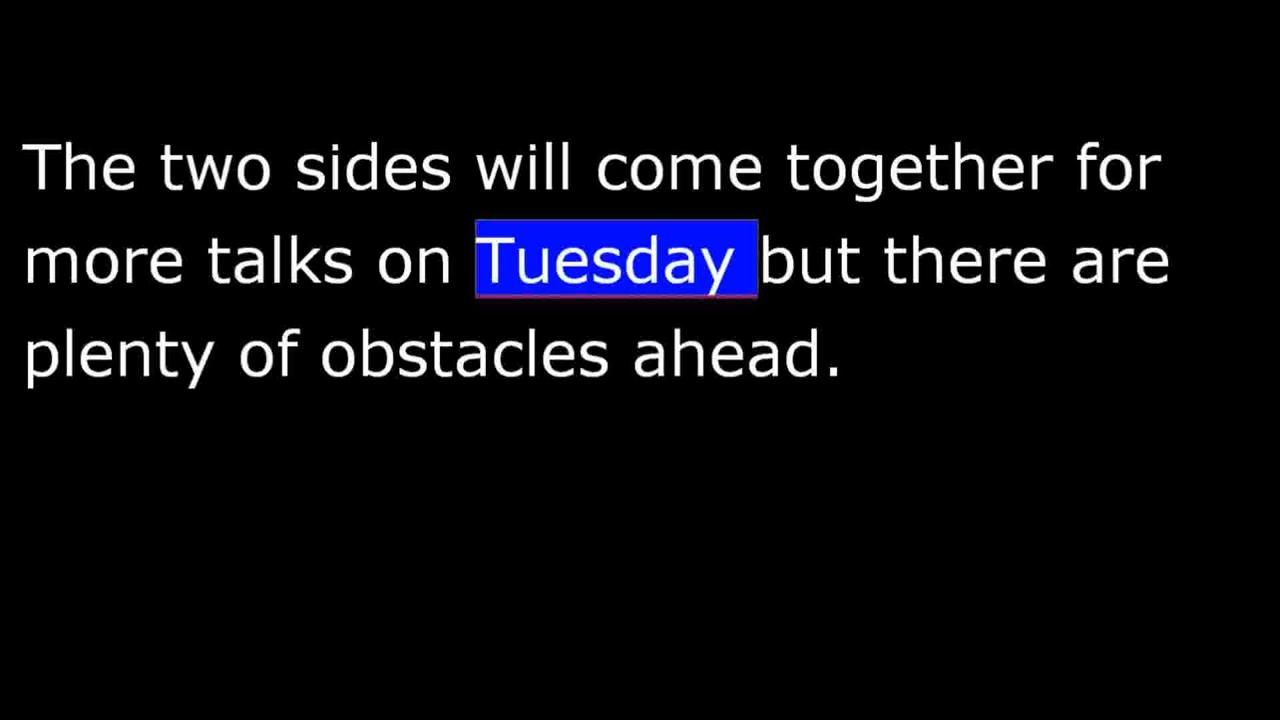 The two sides will come together for
more talks on Tuesday but there are
plenty of obstacles ahead.